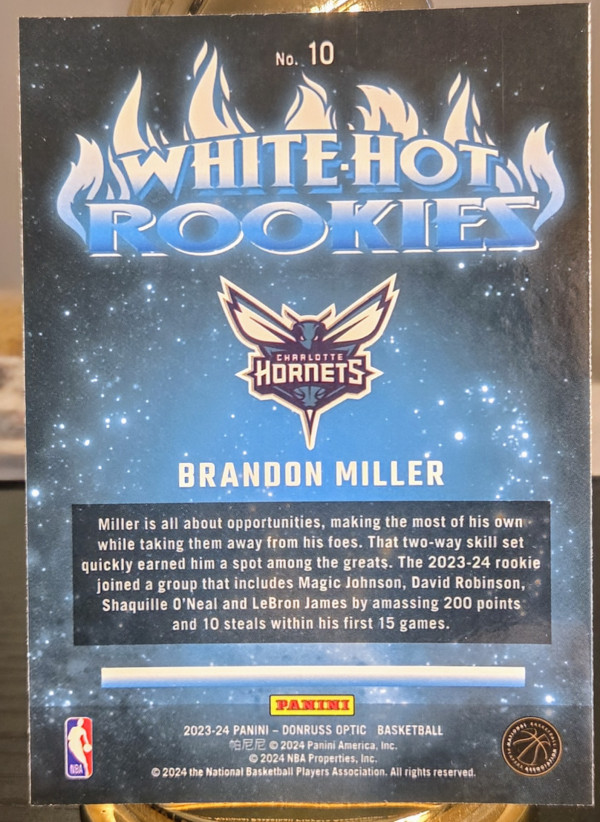 No. 10
WHITE-HOT
ROOKIES
CHARLOTTE
HORNETS
BRANDON MILLER
Miller is all about opportunities, making the most of his own
while taking them away from his foes. That two-way skill set
quickly earned him a spot among the greats. The 2023-24 rookie
joined a group that includes Magic Johnson, David Robinson,
Shaquille O'Neal and LeBron James by amassing 200 points
and 10 steals within his first 15 games.
PANINI
2023-24 PANINI – DONRUSS OPTIC BASKETBALL
帕尼尼 © 2024 Panini America, Inc.
© 2024 NBA Properties, Inc.
© 2024 the National Basketball Players Association. All rights reserved.
NBA
NATIONAL BASKETBALL